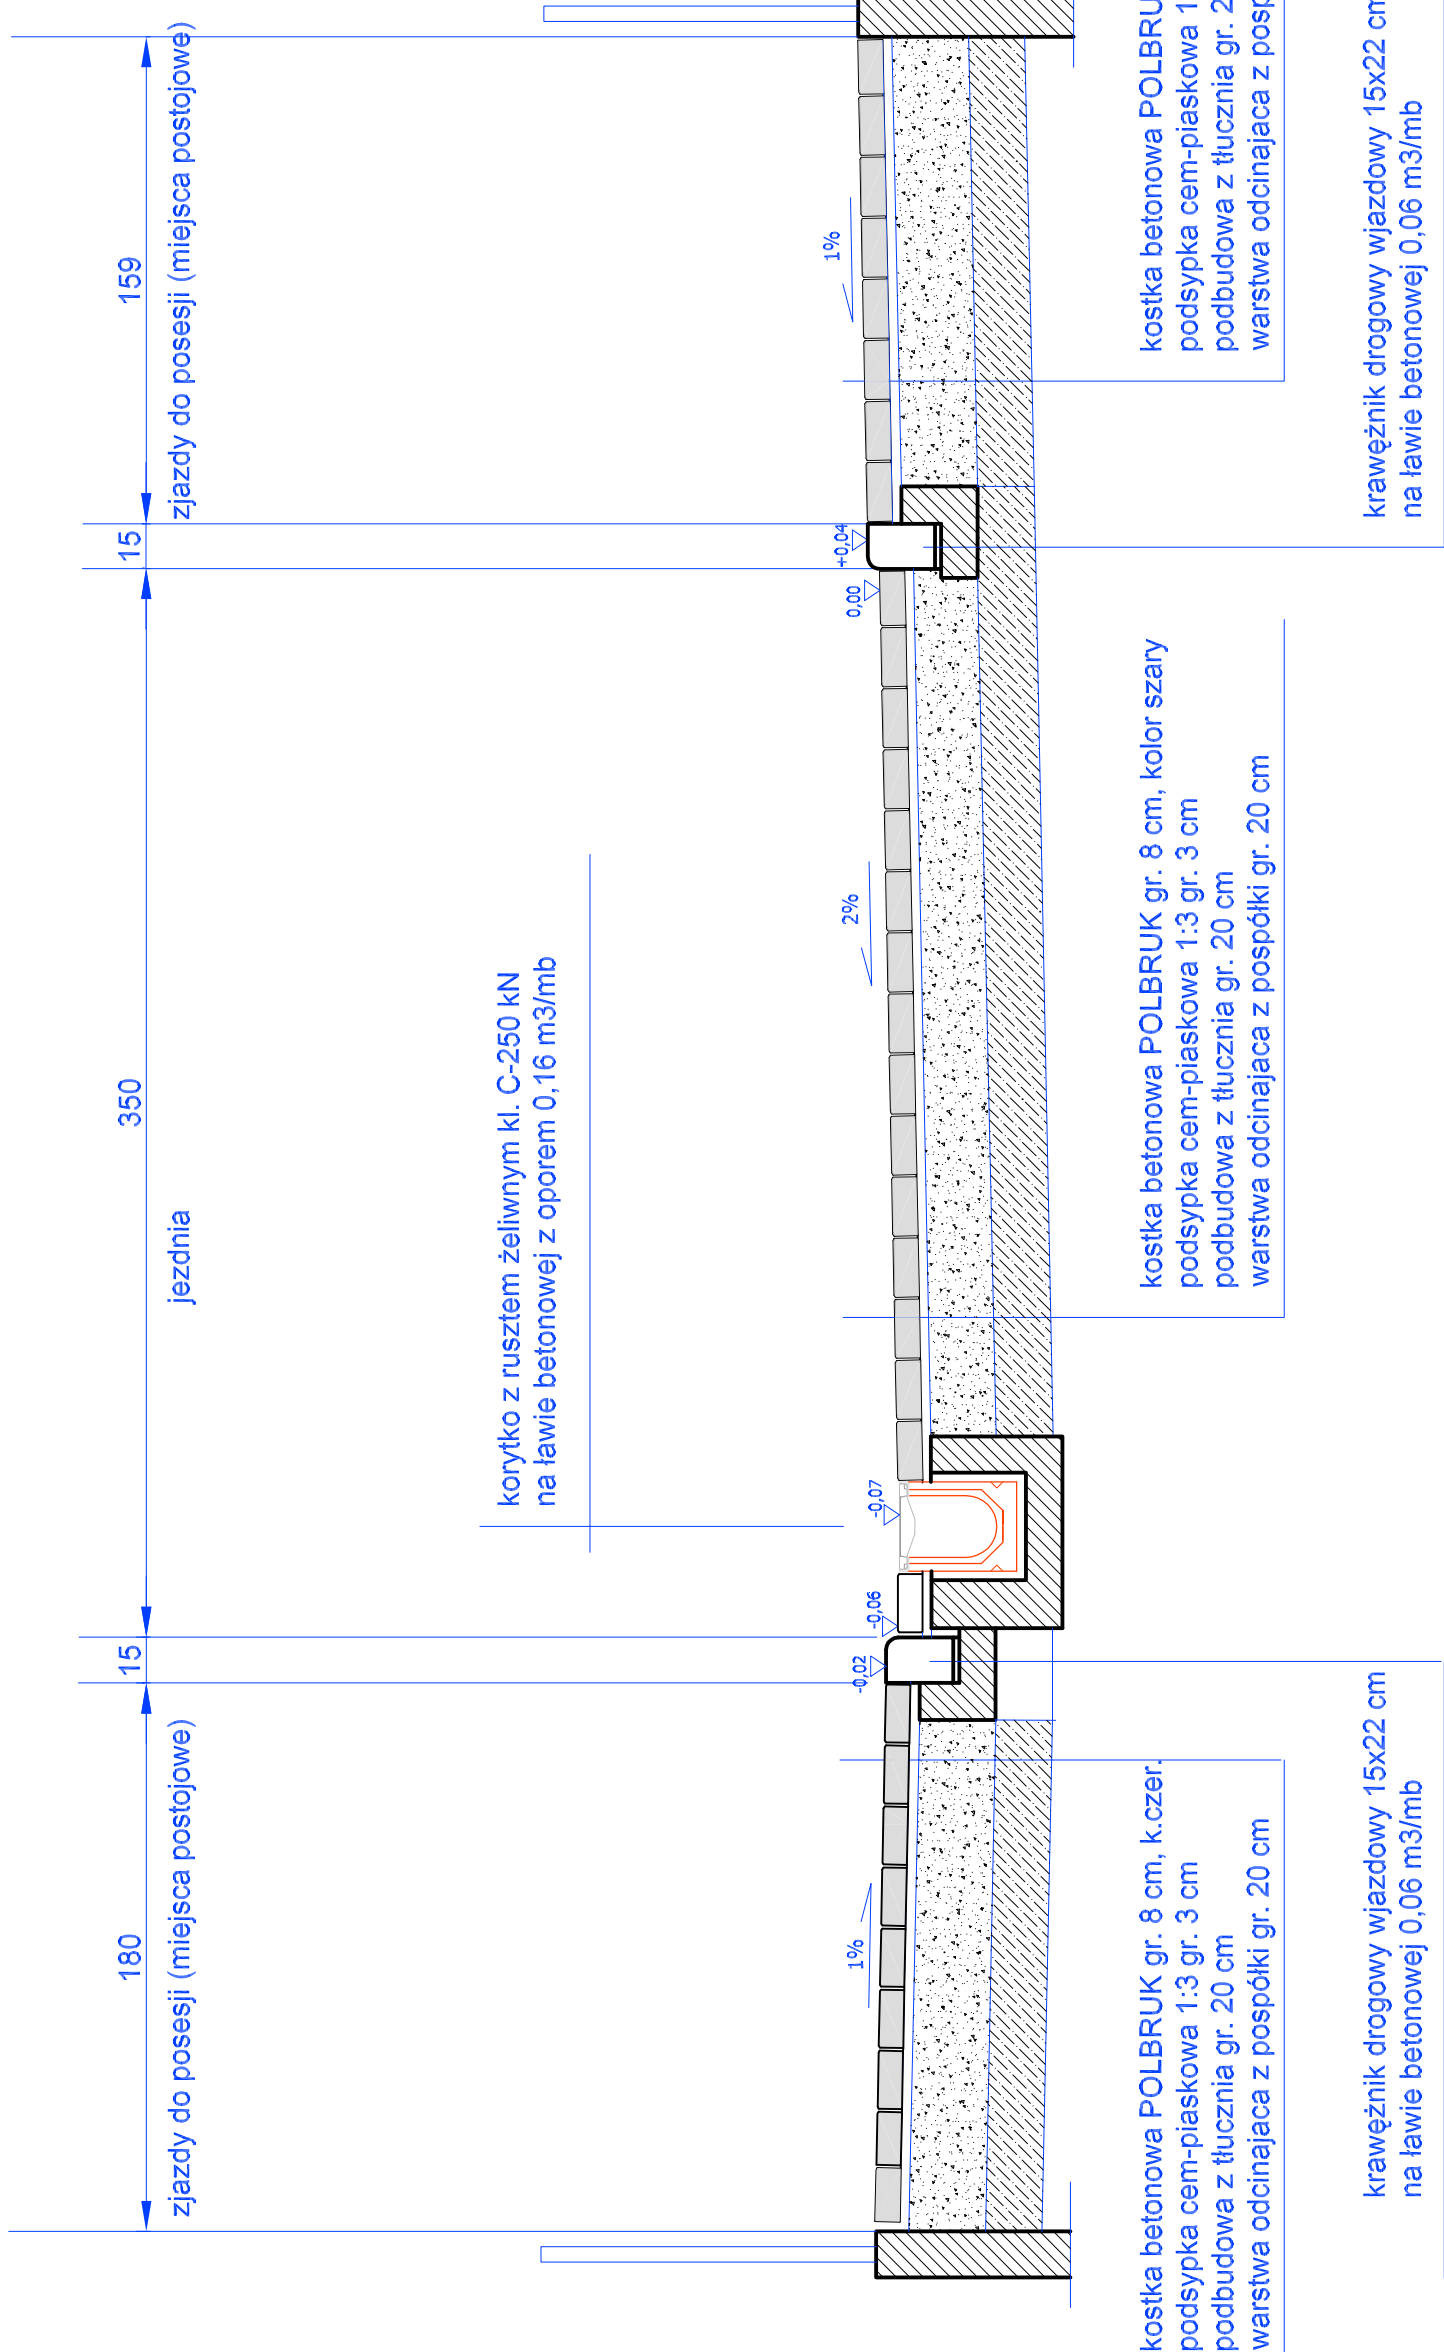 180
15
350
15
159
zjazdy do posesji (miejsca postojowe)
jezdnia
zjazdy do posesji (miejsca postojowe)
korytko z rusztem żeliwnym kl. C-250 kN
na ławie betonowej z oporem 0,16 m3/mb
1%
-0,02
-0,06
-0,07
2%
0,00
+0,04
1%
kostka betonowa POLBRUK gr. 8 cm, k.czer.
podsypka cem-piaskowa 1:3 gr. 3 cm
podbudowa z tłucznia gr. 20 cm
warstwa odcinajaca z pospółki gr. 20 cm
kostka betonowa POLBRUK gr. 8 cm, kolor szary
podsypka cem-piaskowa 1:3 gr. 3 cm
podbudowa z tłucznia gr. 20 cm
warstwa odcinajaca z pospółki gr. 20 cm
kostka betonowa POLBRU
podsypka cem-piaskowa 1
podbudowa z tłucznia gr. 2
warstwa odcinajaca z posp
krawężnik drogowy wjazdowy 15x22 cm
na ławie betonowej 0,06 m3/mb
krawężnik drogowy wjazdowy 15x22 cm
na ławie betonowej 0,06 m3/mb